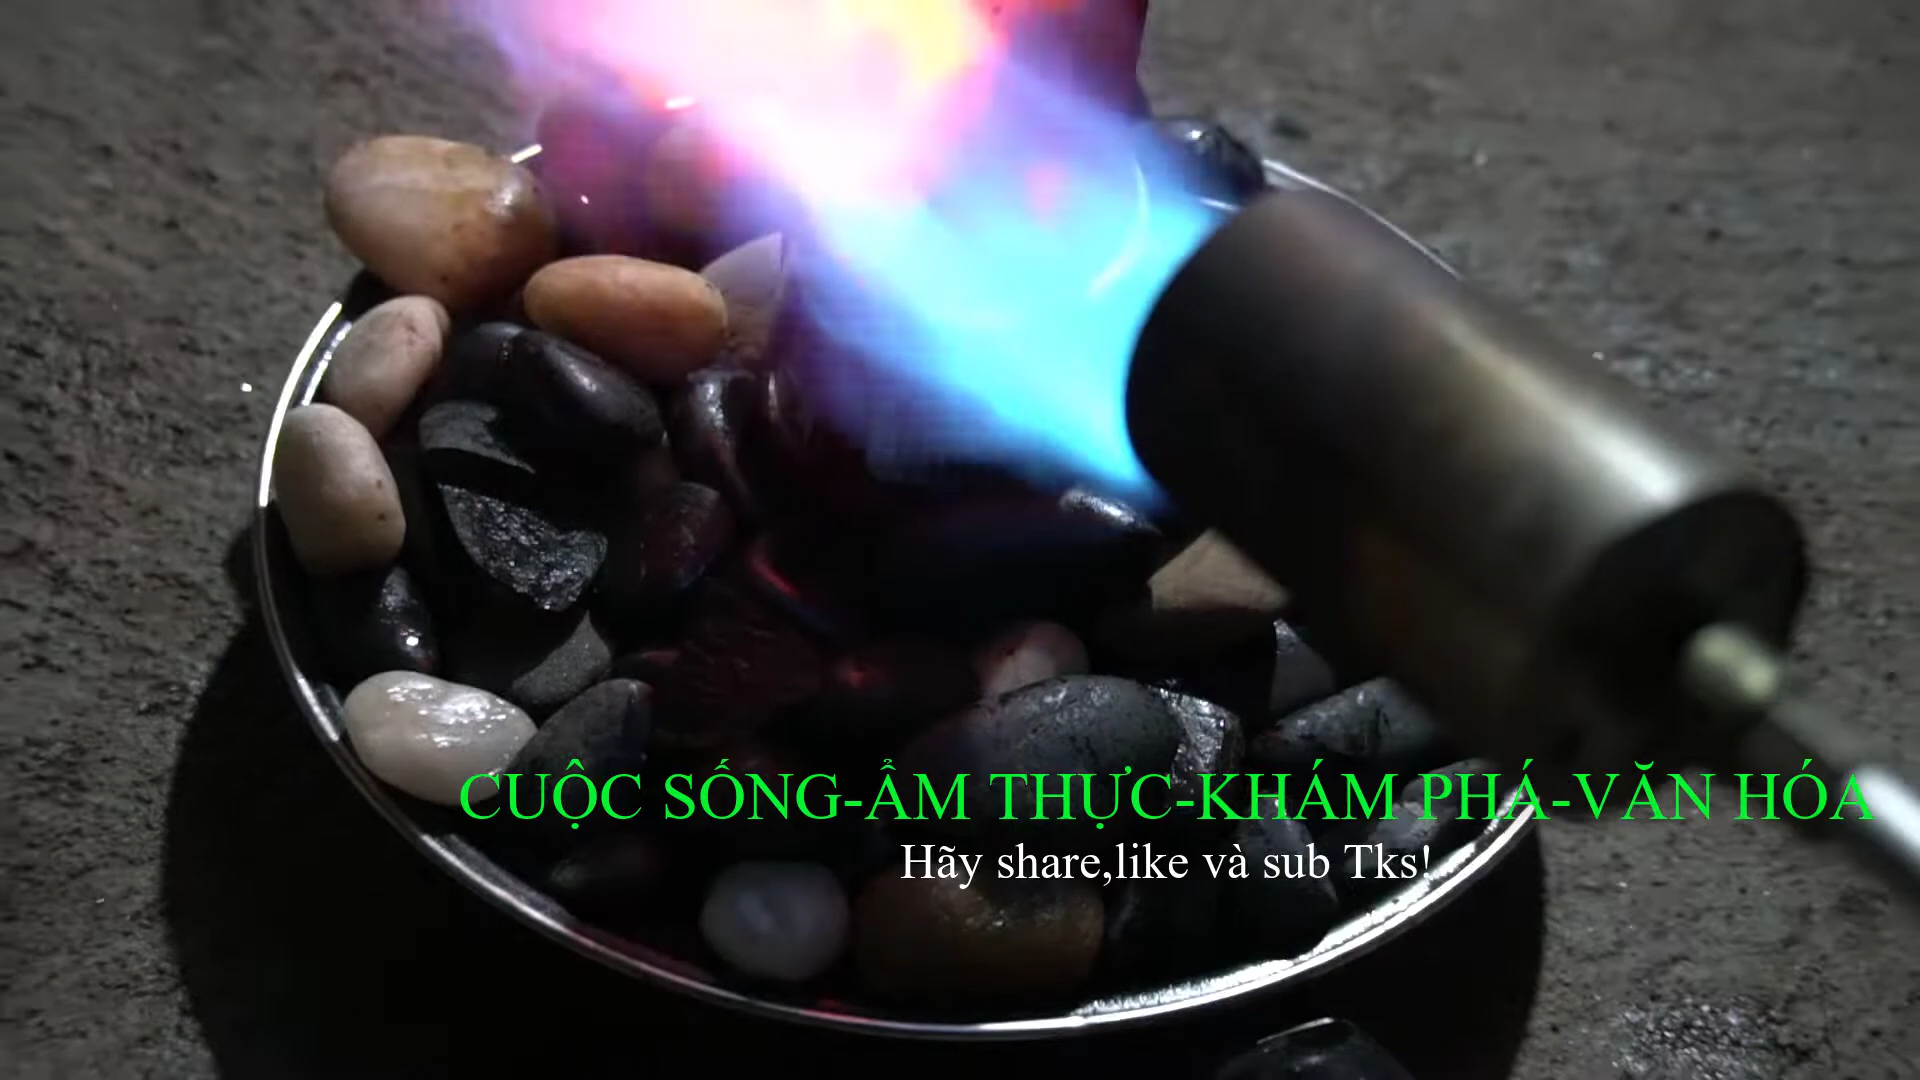 CUỘC SỐNG-ẨM THỰC-KHÁM PHÁ-VĂN HÓA
Hãy share,like và sub Tks!